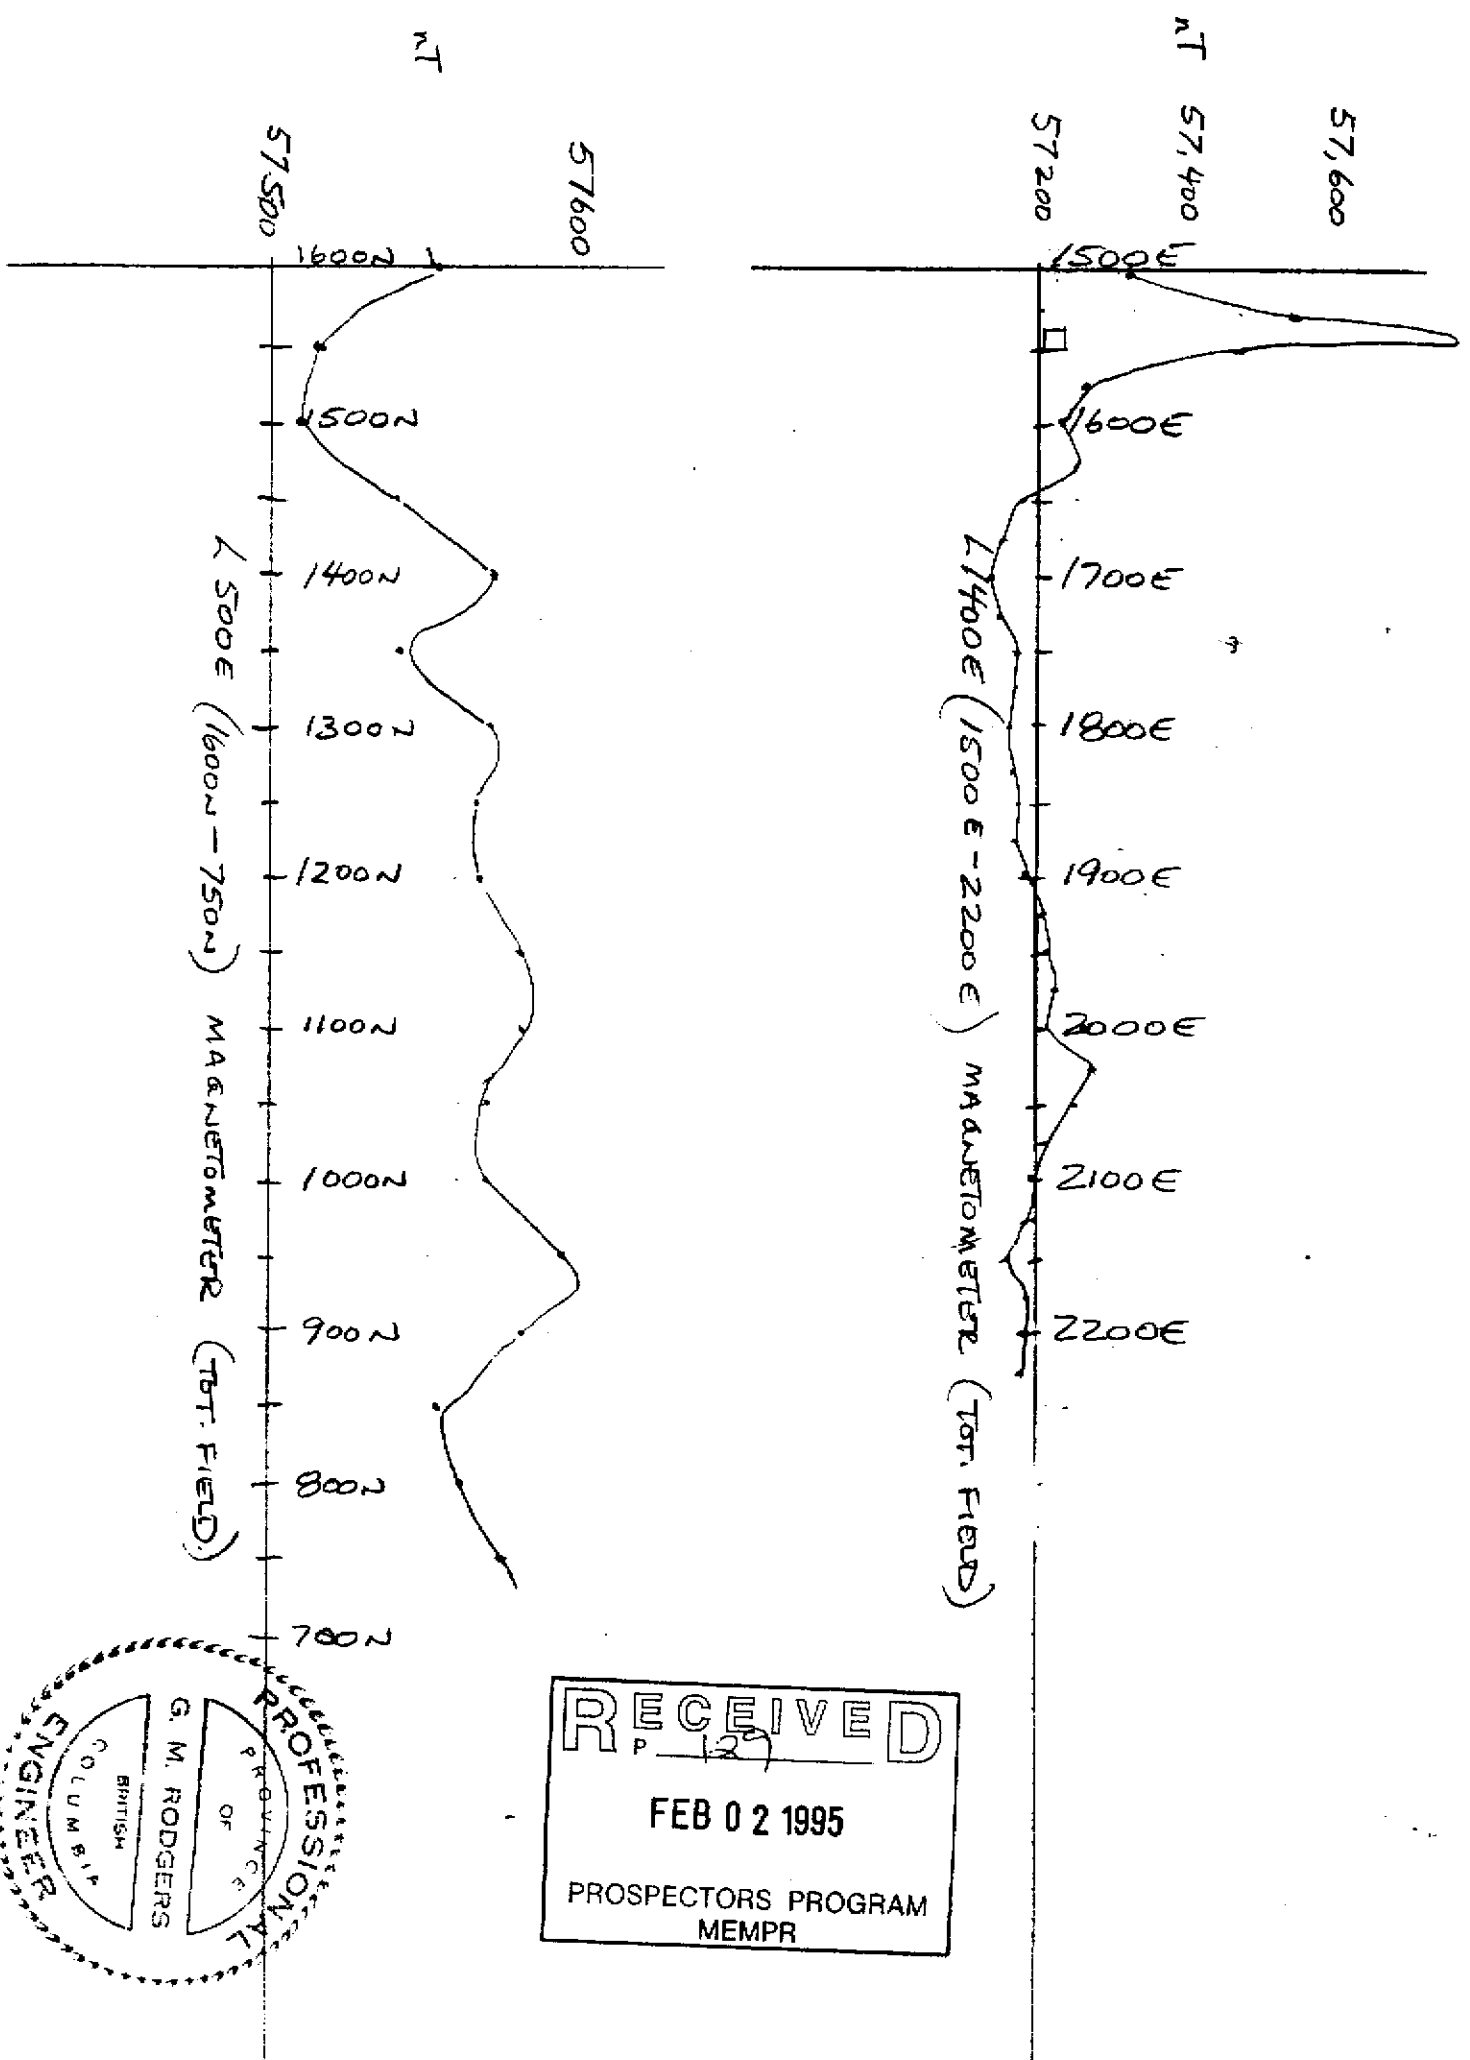 nT
57,600
57,400
57200
1500E
1600E
1700E
1800E
1900E
2000E
2100E
2200E
L1400E (1500E-2200E) MAGNETOMETER (TOT. FIELD)
nT
57600
57500
1600N
1500N
1400N
1300N
1200N
1100N
1000N
900N
800N
700N
L 500E (1600N-750N) MAGNETOMETER (TOT. FIELD)
RECEIVED
P 129
FEB 02 1995
PROSPECTORS PROGRAM
MEMPR
PROFESSIONAL
PROVINCE
OF
G. M. RODGERS
BRITISH
COLUMBIA
ENGINEER